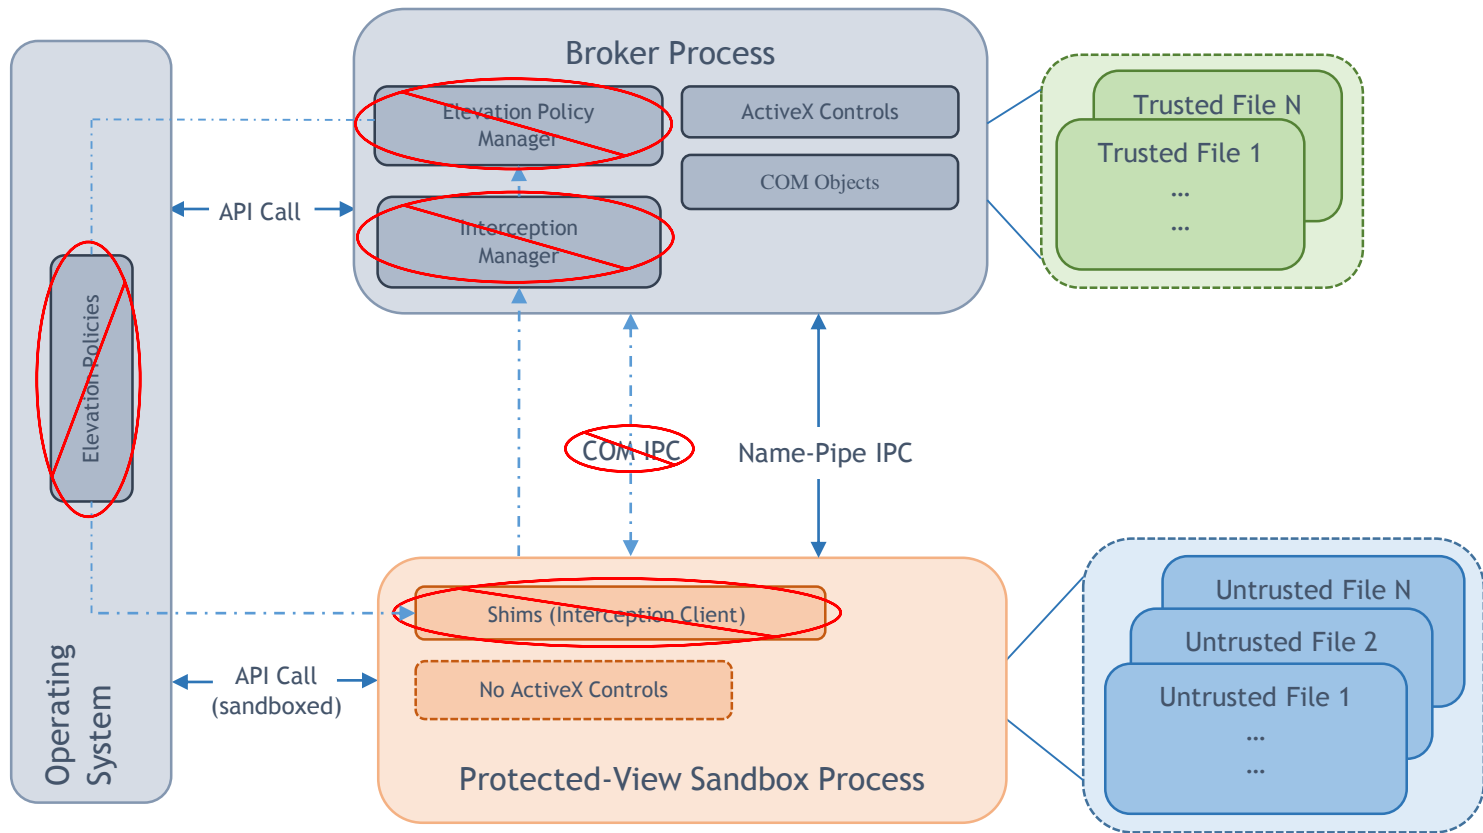 Broker Process
Elevation Policy
Manager
ActiveX Controls
COM Objects
Interception
Manager
Trusted File N
Trusted File 1
...
...
API Call
Elevation Policies
COM IPC
Name-Pipe IPC
Shims (Interception Client)
No ActiveX Controls
API Call
(sandboxed)
Operating
System
Protected-View Sandbox Process
Untrusted File N
Untrusted File 2
Untrusted File 1
...
...